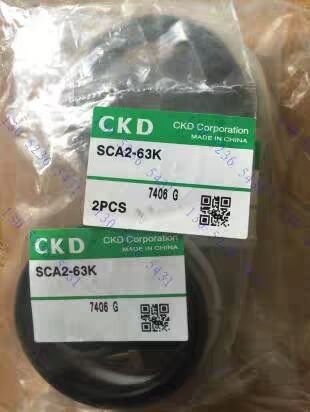 CKD CKD Corporation
MADE IN CHINA
SCA2-63K
7406 G
2PCS
CKD CKD Corporation
MADE IN CHINA
SCA2-63K
7406 G